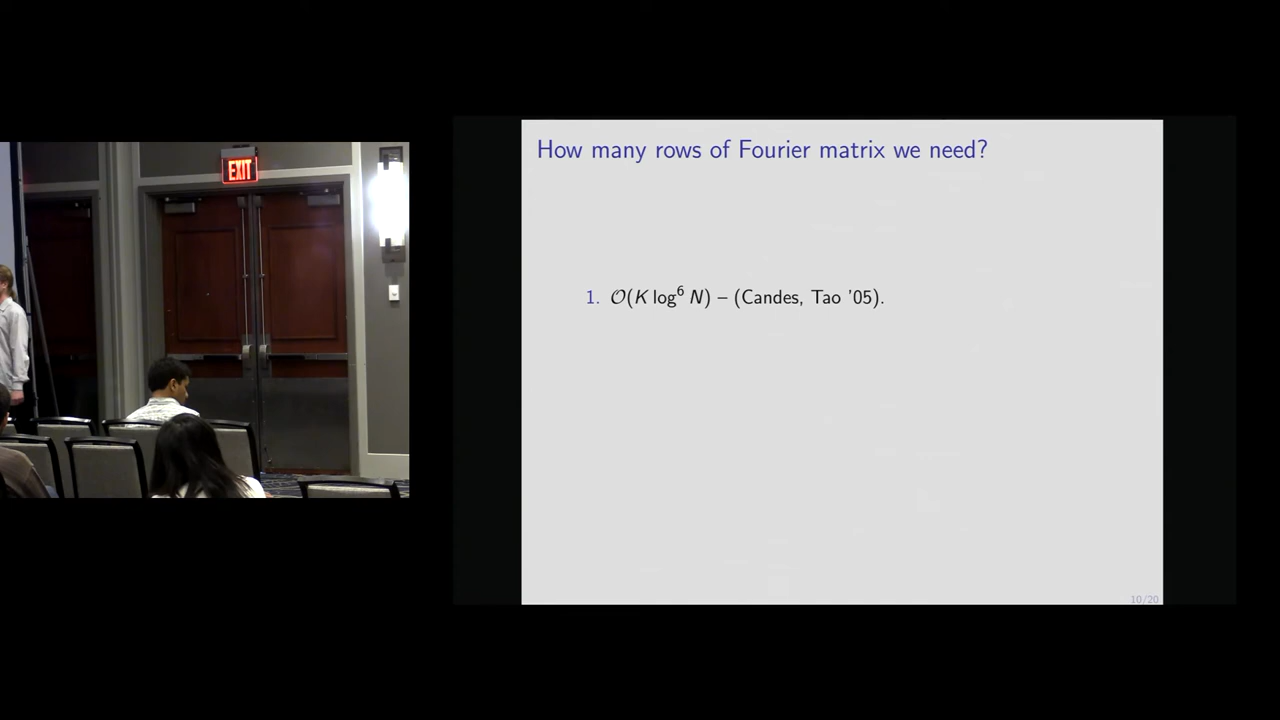 EXIT
How many rows of Fourier matrix we need?
1. 𝒪(K log⁶ N) – (Candes, Tao '05).
10/20